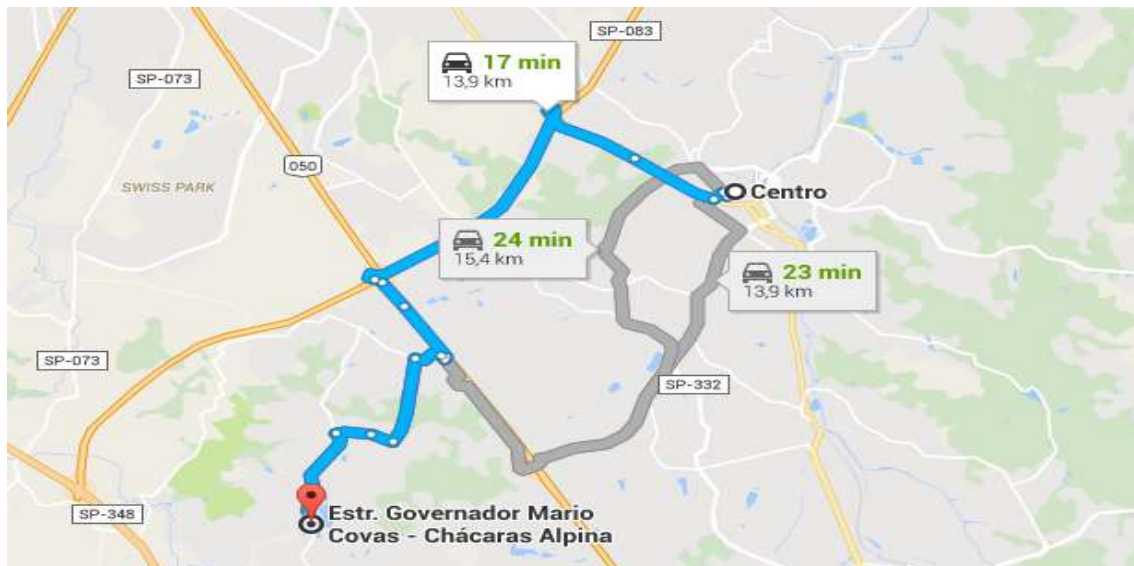 SP-083
17 min
13,9 km
SP-073
050
SWISS PARK
Centro
24 min
15,4 km
23 min
13,9 km
SP-073
SP-332
SP-348
Estr. Governador Mario
Covas - Chácaras Alpina